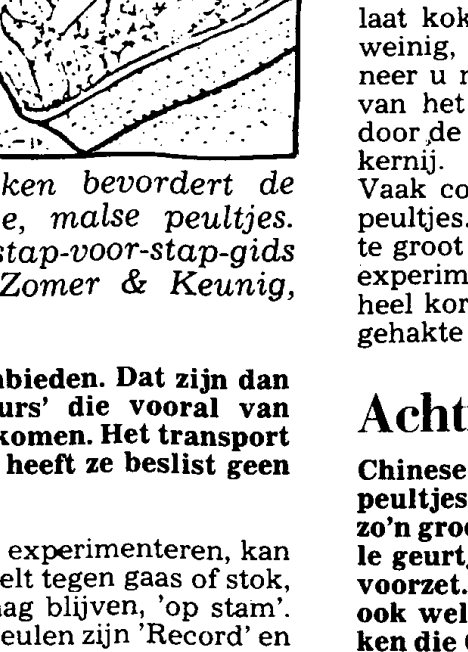 ken bevordert de
e, malse peultjes.
stap-voor-stap-gids
Zomer & Keunig,
bieden. Dat zijn dan
urs' die vooral van
komen. Het transport
heeft ze beslist geen
experimenteren, kan
elt tegen gaas of stok,
ag blijven, 'op stam'.
eulen zijn 'Record' en
laat kok
weinig,
neer u
van het
door de
kernij.
Vaak co
peultjes.
te groot
experim
heel kor
gehakte
Acht
Chinese
peultjes
zo'n groe
le geurt
voorzet.
ook wel
ken die